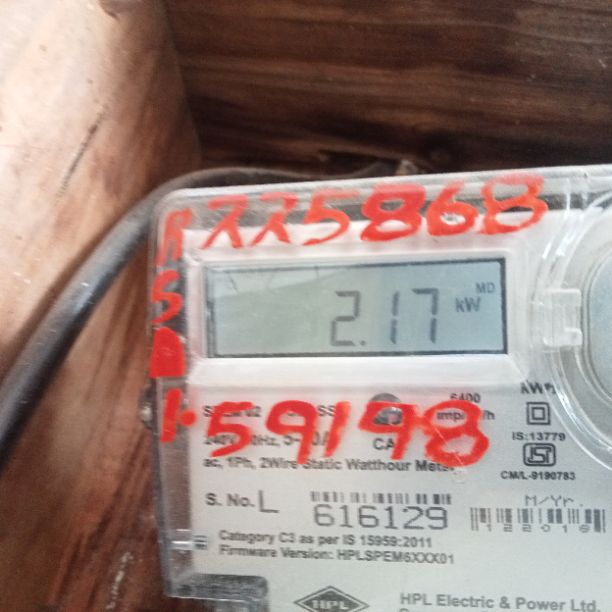 225868
MD
2.17 kW
6400
kWh
59198
IS:13779
ac, 1Ph, 2Wire Static Watthour Meter
CM/L-9190783
S. No. L 616129
M/Yr.
Category C3 as per IS 15959:2011
Firmware Version: HPLSPEM6XXX01
HPL
HPL Electric & Power Ltd